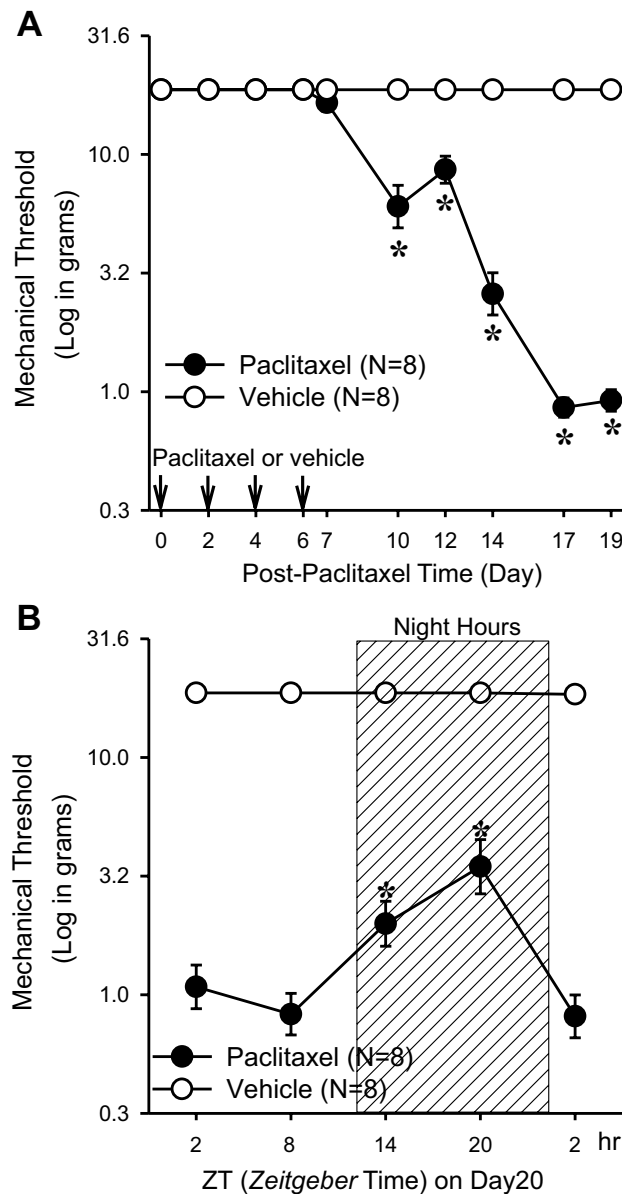 A
31.6
10.0
3.2
1.0
0.3
Mechanical Threshold
(Log in grams)
*
*
*
*
*
Paclitaxel (N=8)
Vehicle (N=8)
Paclitaxel or vehicle
0 2 4 6 7 10 12 14 17 19
Post-Paclitaxel Time (Day)
B
Night Hours
31.6
10.0
3.2
1.0
0.3
Mechanical Threshold
(Log in grams)
*
*
Paclitaxel (N=8)
Vehicle (N=8)
2 8 14 20 2 hr
ZT (Zeitgeber Time) on Day20